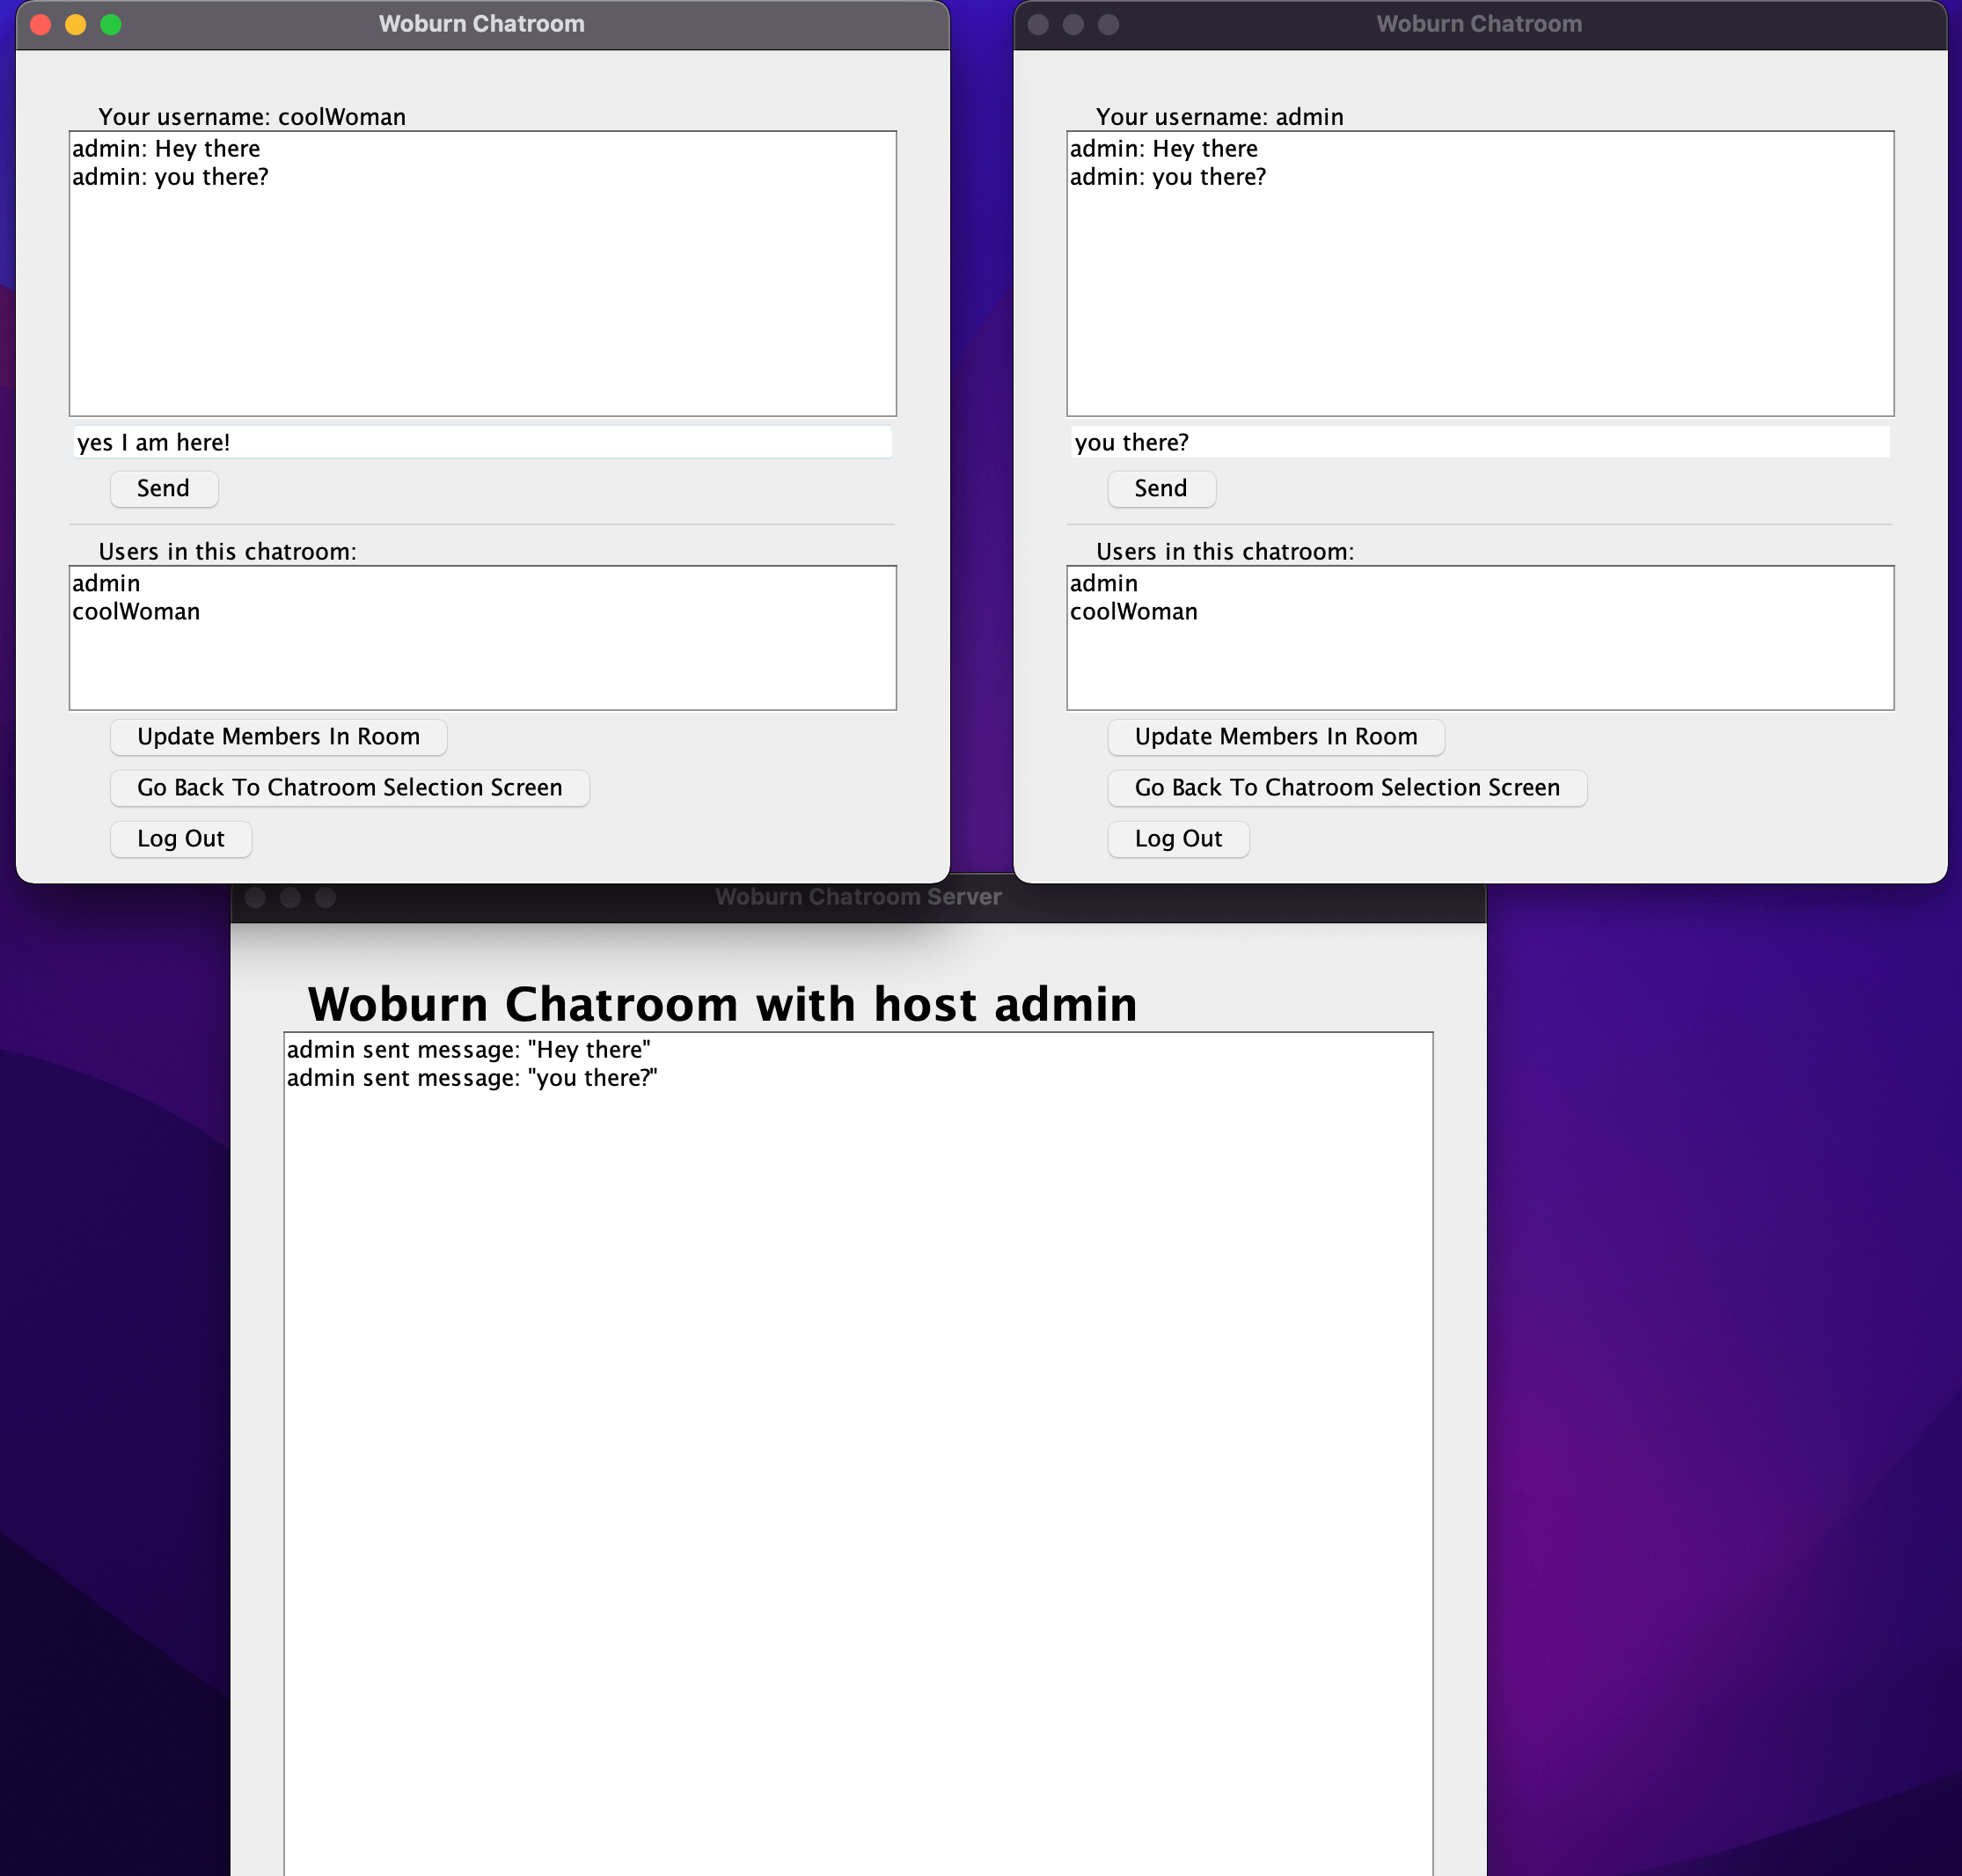 Woburn Chatroom
Your username: coolWoman
admin: Hey there
admin: you there?
yes I am here!
Send
Users in this chatroom:
admin
coolWoman
Update Members In Room
Go Back To Chatroom Selection Screen
Log Out
Woburn Chatroom
Your username: admin
admin: Hey there
admin: you there?
you there?
Send
Users in this chatroom:
admin
coolWoman
Update Members In Room
Go Back To Chatroom Selection Screen
Log Out
Woburn Chatroom Server
Woburn Chatroom with host admin
admin sent message: "Hey there"
admin sent message: "you there?"